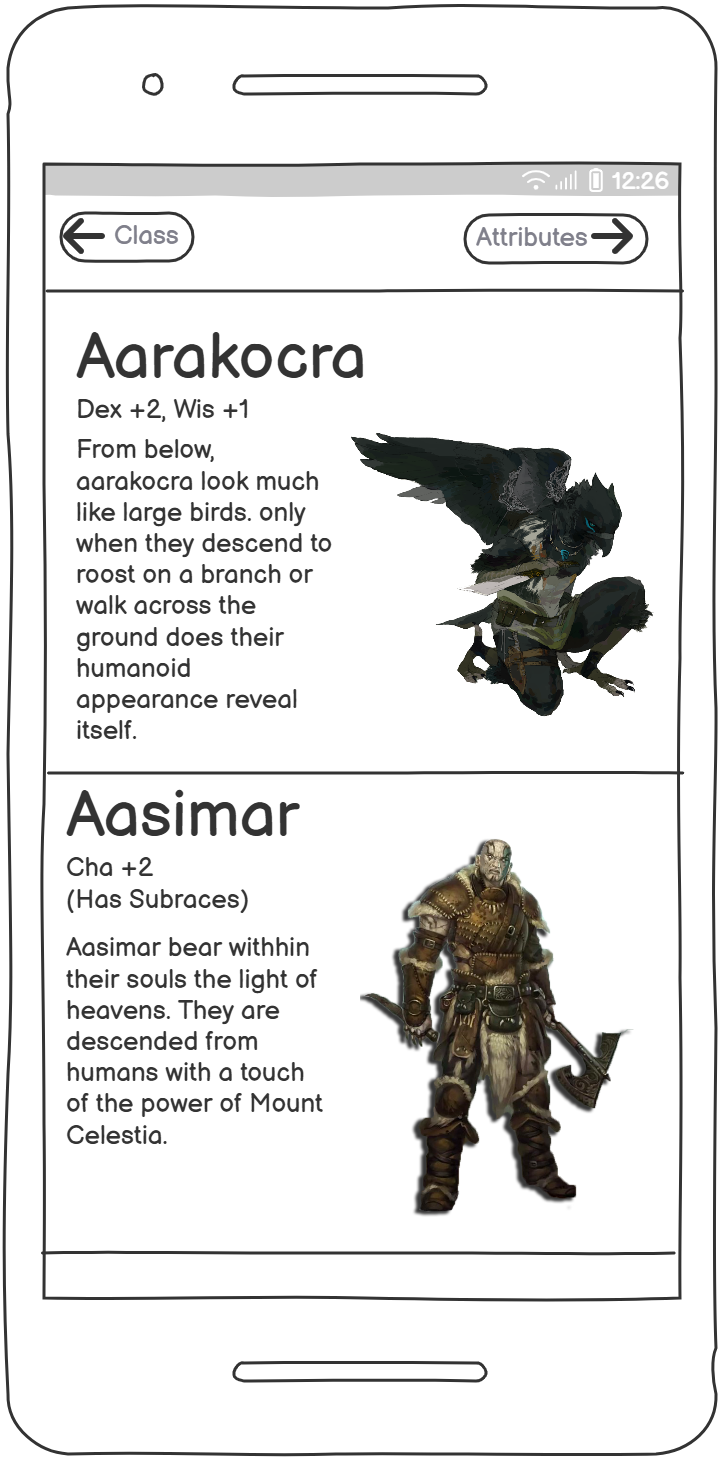 12:26
Class
Attributes
Aarakocra
Dex +2, Wis +1
From below,
aarakocra look much
like large birds. only
when they descend to
roost on a branch or
walk across the
ground does their
humanoid
appearance reveal
itself.
Aasimar
Cha +2
(Has Subraces)
Aasimar bear withhin
their souls the light of
heavens. They are
descended from
humans with a touch
of the power of Mount
Celestia.